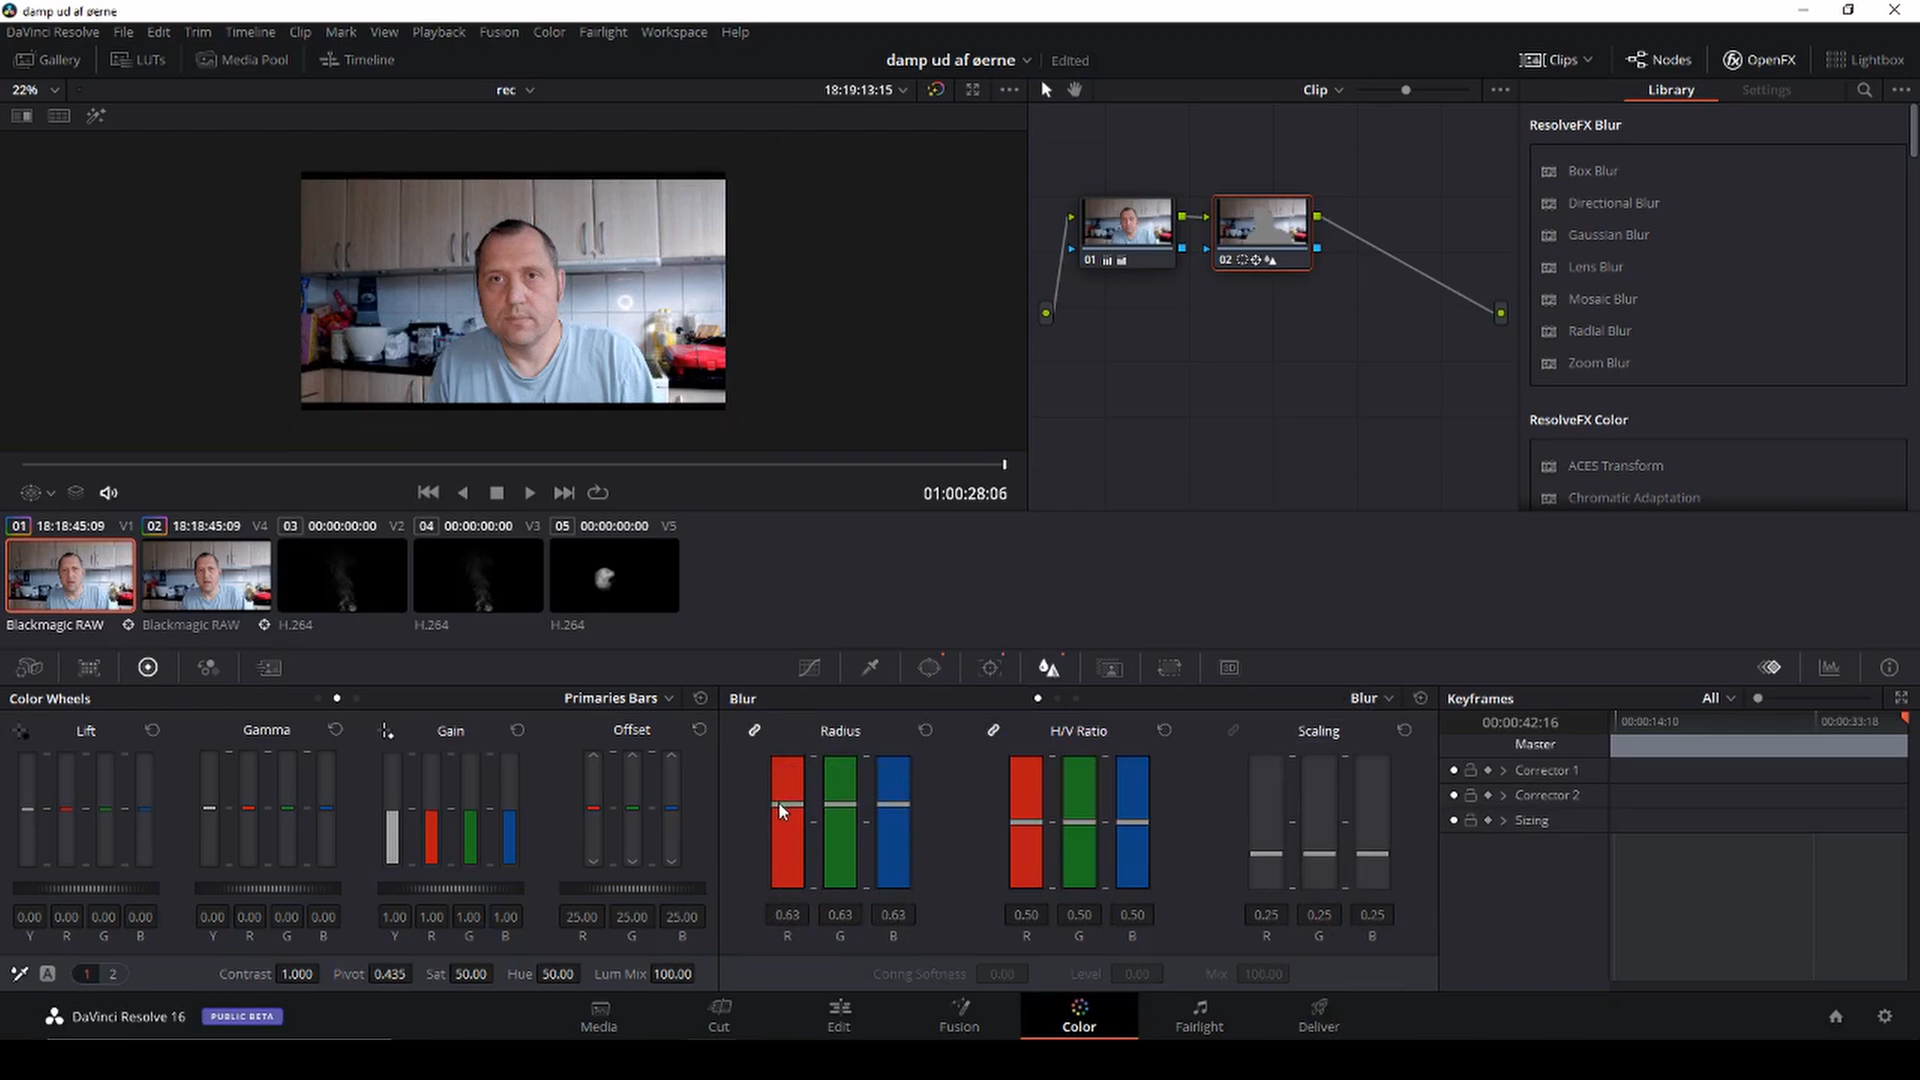 damp ud af øerne
DaVinci Resolve File Edit Trim Timeline Clip Mark View Playback Fusion Color Fairlight Workspace Help
Gallery LUTs Media Pool Timeline damp ud af øerne Edited Clips Nodes OpenFX Lightbox
22% rec 18:19:13:15 Clip Library Settings
ResolveFX Blur
Box Blur
Directional Blur
Gaussian Blur
Lens Blur
Mosaic Blur
Radial Blur
Zoom Blur
01 02
ResolveFX Color
ACES Transform
Chromatic Adaptation
01:00:28:06
01 18:18:45:09 V1 02 18:18:45:09 V4 03 00:00:00:00 V2 04 00:00:00:00 V3 05 00:00:00:00 V5
Blackmagic RAW Blackmagic RAW H.264 H.264 H.264
3D
Color Wheels Primaries Bars Blur Blur Keyframes All
Lift Gamma Gain Offset Radius H/V Ratio Scaling
00:00:42:16 00:00:14:10 00:00:33:18
Master
Corrector 1
Corrector 2
Sizing
0.00 0.00 0.00 0.00 0.00 0.00 0.00 0.00 1.00 1.00 1.00 1.00 25.00 25.00 25.00 0.63 0.63 0.63 0.50 0.50 0.50 0.25 0.25 0.25
Y R G B Y R G B Y R G B R G B R G B R G B R G B
A 1 2 Contrast 1.000 Pivot 0.435 Sat 50.00 Hue 50.00 Lum Mix 100.00 Coring Softness 0.00 Level 0.00 Mix 100.00
DaVinci Resolve 16 PUBLIC BETA Media Cut Edit Fusion Color Fairlight Deliver